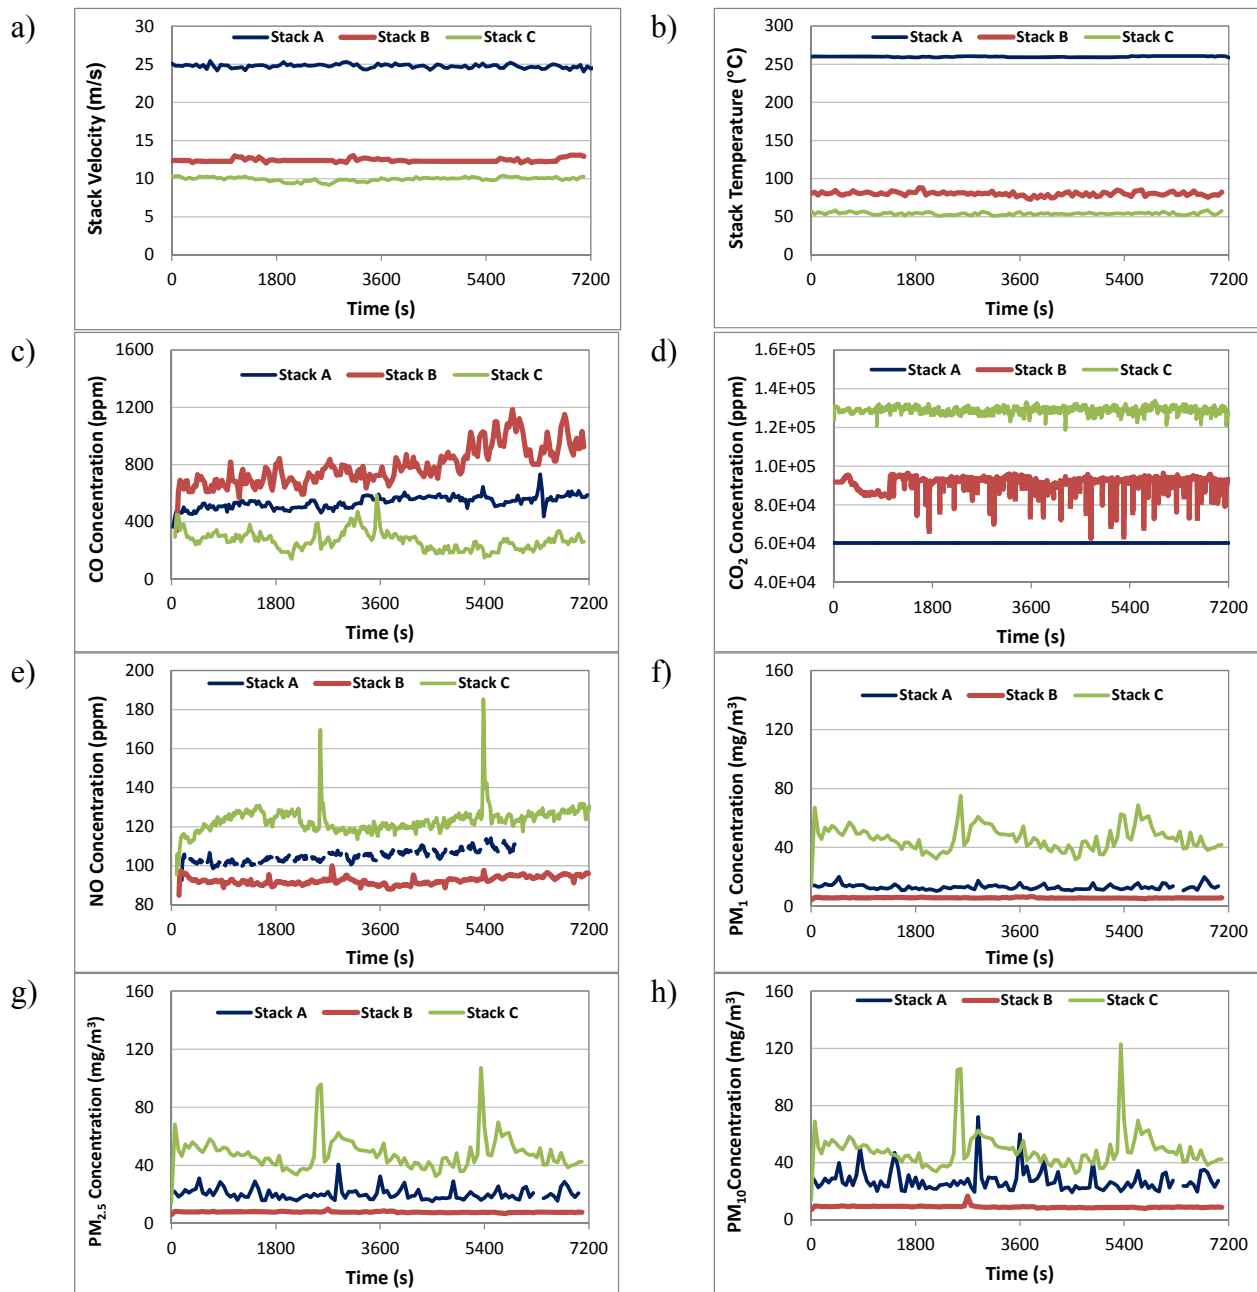 a)
Stack Velocity (m/s)
30
25
20
15
10
5
0
Stack A Stack B Stack C
0 1800 3600 5400 7200
Time (s)
b)
Stack Temperature (°C)
300
250
200
150
100
50
0
Stack A Stack B Stack C
0 1800 3600 5400 7200
Time (s)
c)
CO Concentration (ppm)
1600
1200
800
400
0
Stack A Stack B Stack C
0 1800 3600 5400 7200
Time (s)
d)
CO₂ Concentration (ppm)
1.6E+05
1.4E+05
1.2E+05
1.0E+05
8.0E+04
6.0E+04
4.0E+04
Stack A Stack B Stack C
0 1800 3600 5400 7200
Time (s)
e)
NO Concentration (ppm)
200
180
160
140
120
100
80
Stack A Stack B Stack C
0 1800 3600 5400 7200
Time (s)
f)
PM₁ Concentration (mg/m³)
160
120
80
40
0
Stack A Stack B Stack C
0 1800 3600 5400 7200
Time (s)
g)
PM₂.₅ Concentration (mg/m³)
160
120
80
40
0
Stack A Stack B Stack C
0 1800 3600 5400 7200
Time (s)
h)
PM₁₀Concentration (mg/m³)
160
120
80
40
0
Stack A Stack B Stack C
0 1800 3600 5400 7200
Time (s)